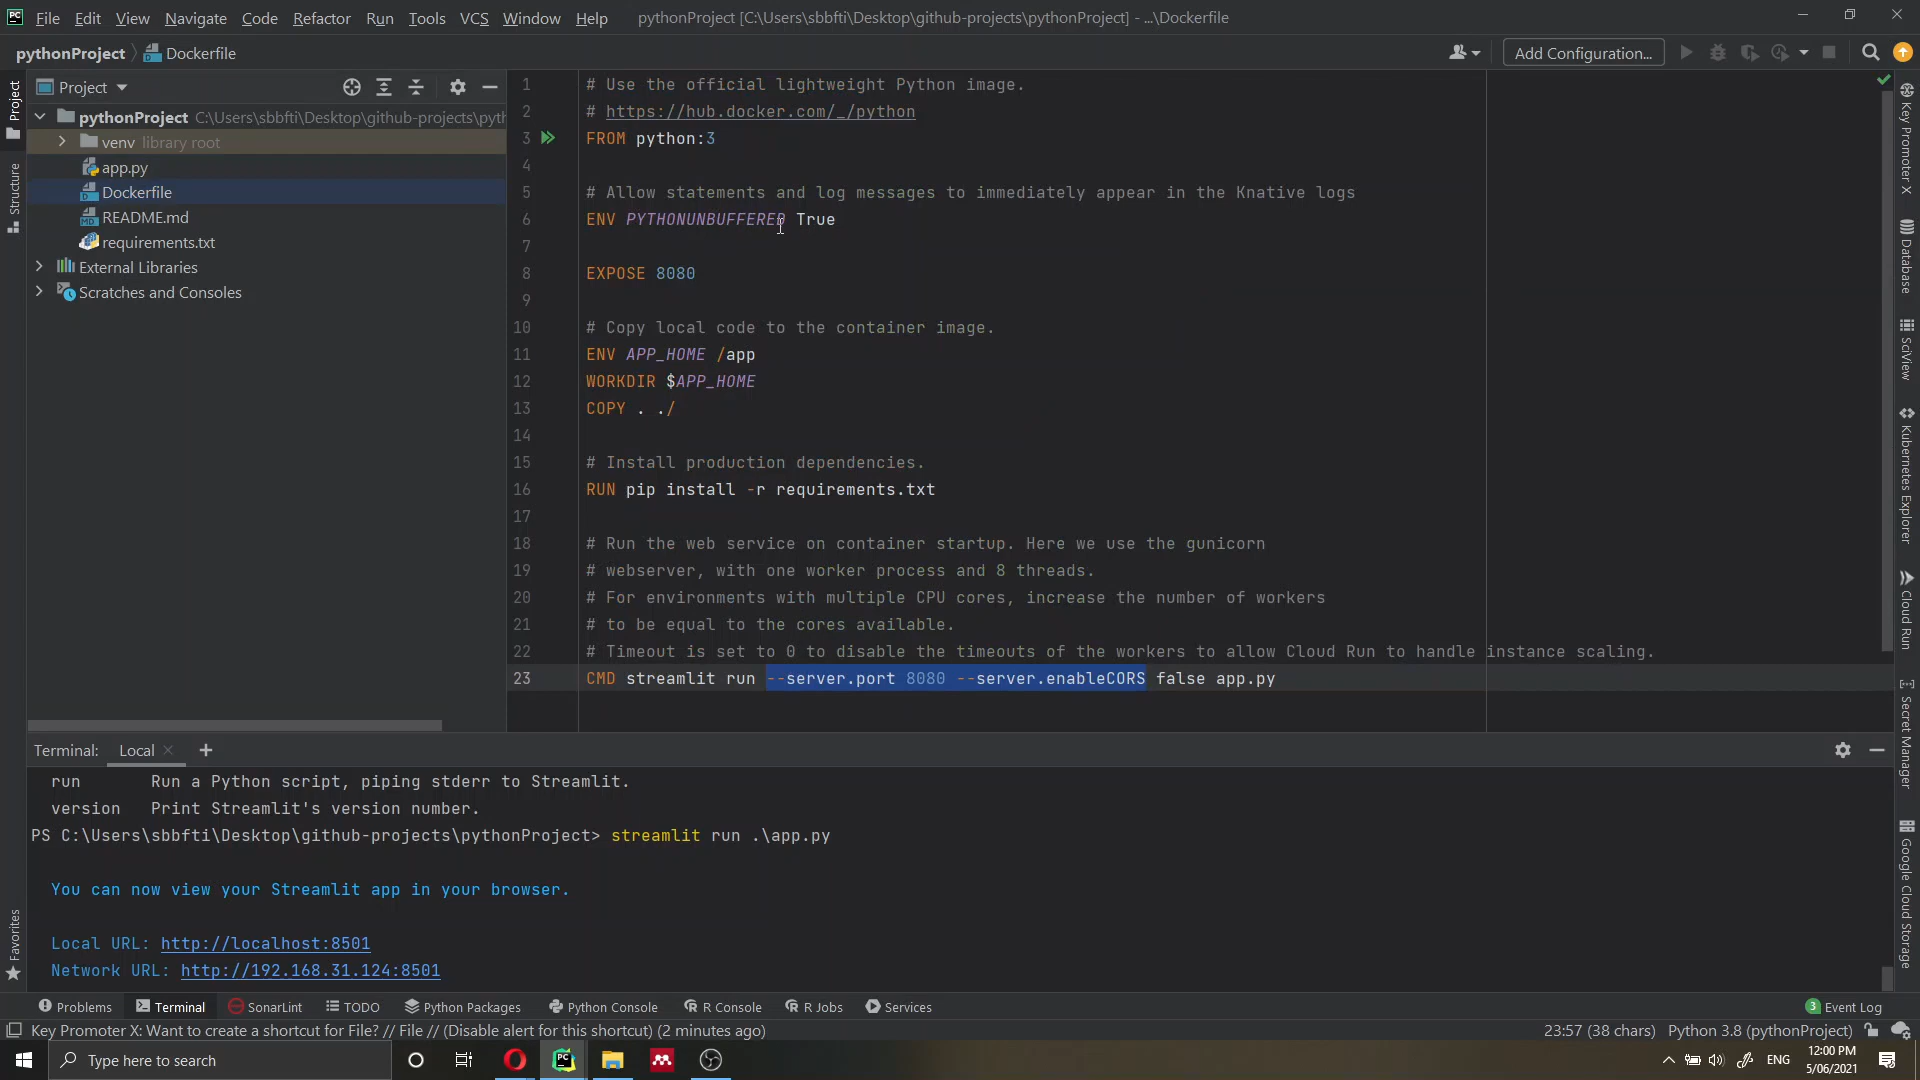 File Edit View Navigate Code Refactor Run Tools VCS Window Help pythonProject [C:\Users\sbbfti\Desktop\github-projects\pythonProject] - ...\Dockerfile
pythonProject Dockerfile
Add Configuration...
Project
pythonProject C:\Users\sbbfti\Desktop\github-projects\pyth
venv library root
app.py
Dockerfile
README.md
requirements.txt
External Libraries
Scratches and Consoles
Project
Structure
Favorites
1 # Use the official lightweight Python image.
2 # https://hub.docker.com/_/python
3 FROM python:3
4
5 # Allow statements and log messages to immediately appear in the Knative logs
6 ENV PYTHONUNBUFFERED True
7
8 EXPOSE 8080
9
10 # Copy local code to the container image.
11 ENV APP_HOME /app
12 WORKDIR $APP_HOME
13 COPY . ./
14
15 # Install production dependencies.
16 RUN pip install -r requirements.txt
17
18 # Run the web service on container startup. Here we use the gunicorn
19 # webserver, with one worker process and 8 threads.
20 # For environments with multiple CPU cores, increase the number of workers
21 # to be equal to the cores available.
22 # Timeout is set to 0 to disable the timeouts of the workers to allow Cloud Run to handle instance scaling.
23 CMD streamlit run --server.port 8080 --server.enableCORS false app.py
Key Promoter X
Database
SciView
Kubernetes Explorer
Cloud Run
Secret Manager
Google Cloud Storage
Terminal: Local
run Run a Python script, piping stderr to Streamlit.
version Print Streamlit's version number.
PS C:\Users\sbbfti\Desktop\github-projects\pythonProject> streamlit run .\app.py
You can now view your Streamlit app in your browser.
Local URL: http://localhost:8501
Network URL: http://192.168.31.124:8501
Problems Terminal SonarLint TODO Python Packages Python Console R Console R Jobs Services 3 Event Log
Key Promoter X: Want to create a shortcut for File? // File // (Disable alert for this shortcut) (2 minutes ago) 23:57 (38 chars) Python 3.8 (pythonProject)
Type here to search
PC
ENG
12:00 PM
5/06/2021